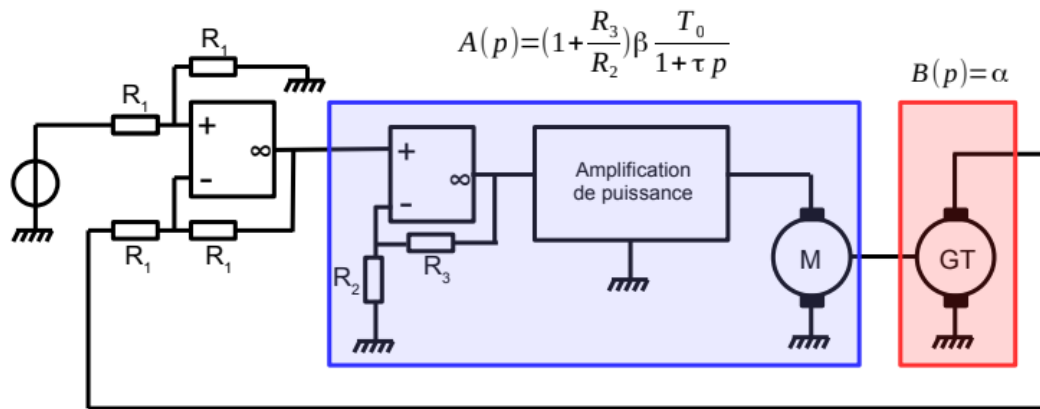 A(p)=(1+R₃/R₂)β T₀/(1+τ p)
B(p)=α
R₁
R₁
+
∞
-
R₁
R₁
+
∞
-
R₃
R₂
Amplification
de puissance
M
GT